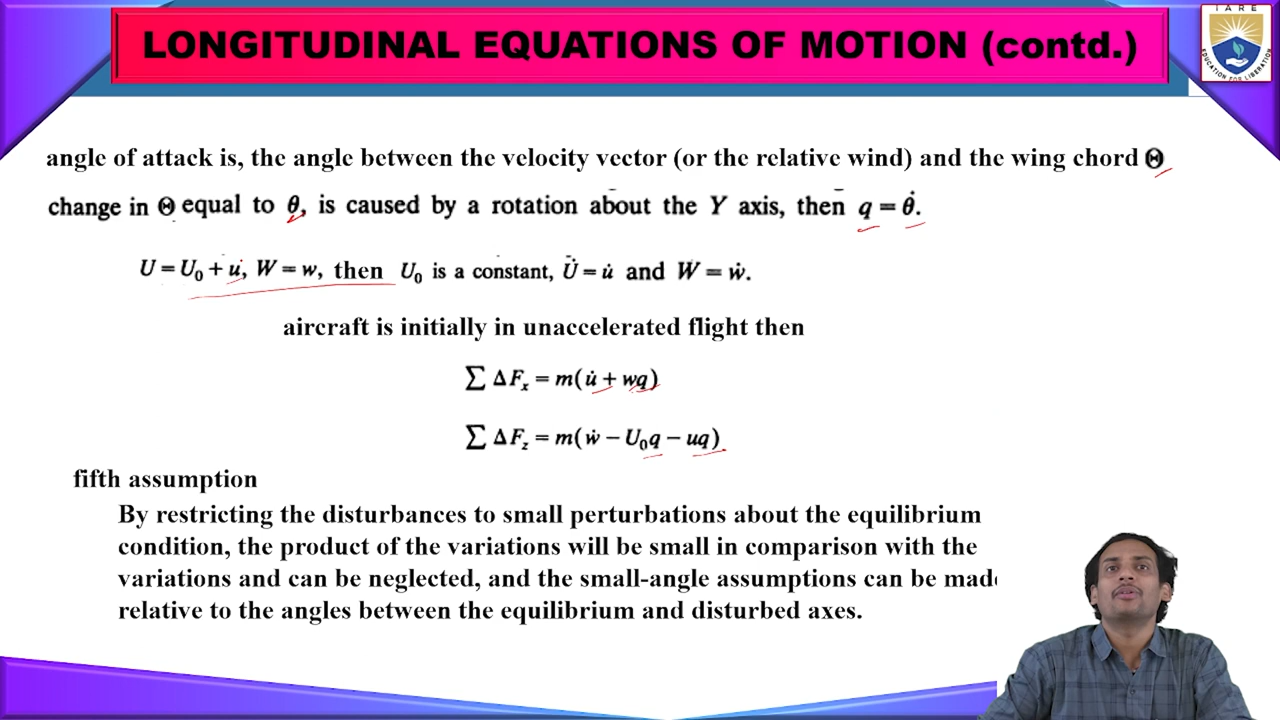 LONGITUDINAL EQUATIONS OF MOTION (contd.)
IARE
EDUCATION FOR LIBERATION
angle of attack is, the angle between the velocity vector (or the relative wind) and the wing chord Θ
change in Θ equal to θ, is caused by a rotation about the Y axis, then q = θ̇.
U = U₀ + u, W = w, then U₀ is a constant, U̇ = u̇ and Ẇ = ẇ.
aircraft is initially in unaccelerated flight then
∑ ΔFₓ = m(u̇ + wq)
∑ ΔF_z = m(ẇ − U₀q − uq)
fifth assumption
By restricting the disturbances to small perturbations about the equilibrium
condition, the product of the variations will be small in comparison with the
variations and can be neglected, and the small-angle assumptions can be made
relative to the angles between the equilibrium and disturbed axes.